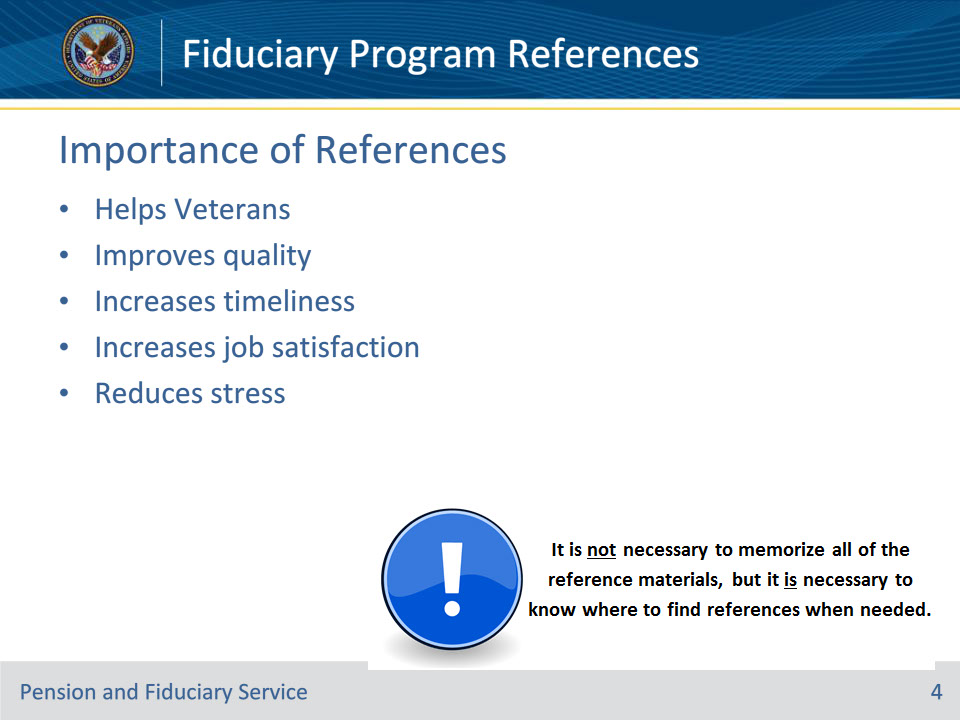 Fiduciary Program References
Importance of References
• Helps Veterans
• Improves quality
• Increases timeliness
• Increases job satisfaction
• Reduces stress
!
It is not necessary to memorize all of the
reference materials, but it is necessary to
know where to find references when needed.
Pension and Fiduciary Service
4